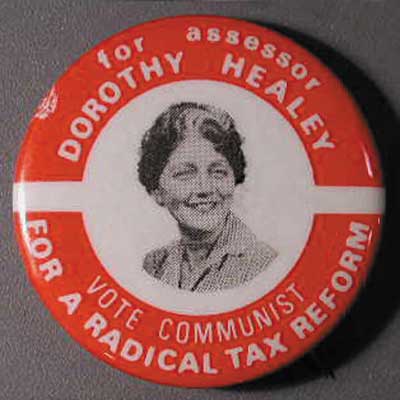 for assessor
DOROTHY HEALEY
VOTE COMMUNIST
FOR A RADICAL TAX REFORM